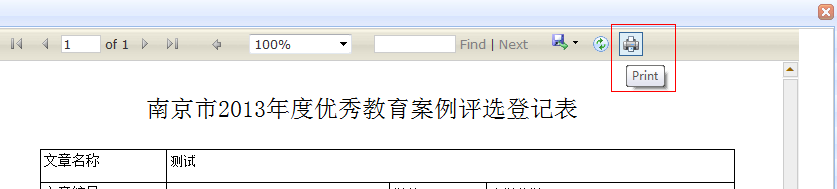 1 of 1 100% Find | Next
Print
南京市2013年度优秀教育案例评选登记表
文章名称 测试